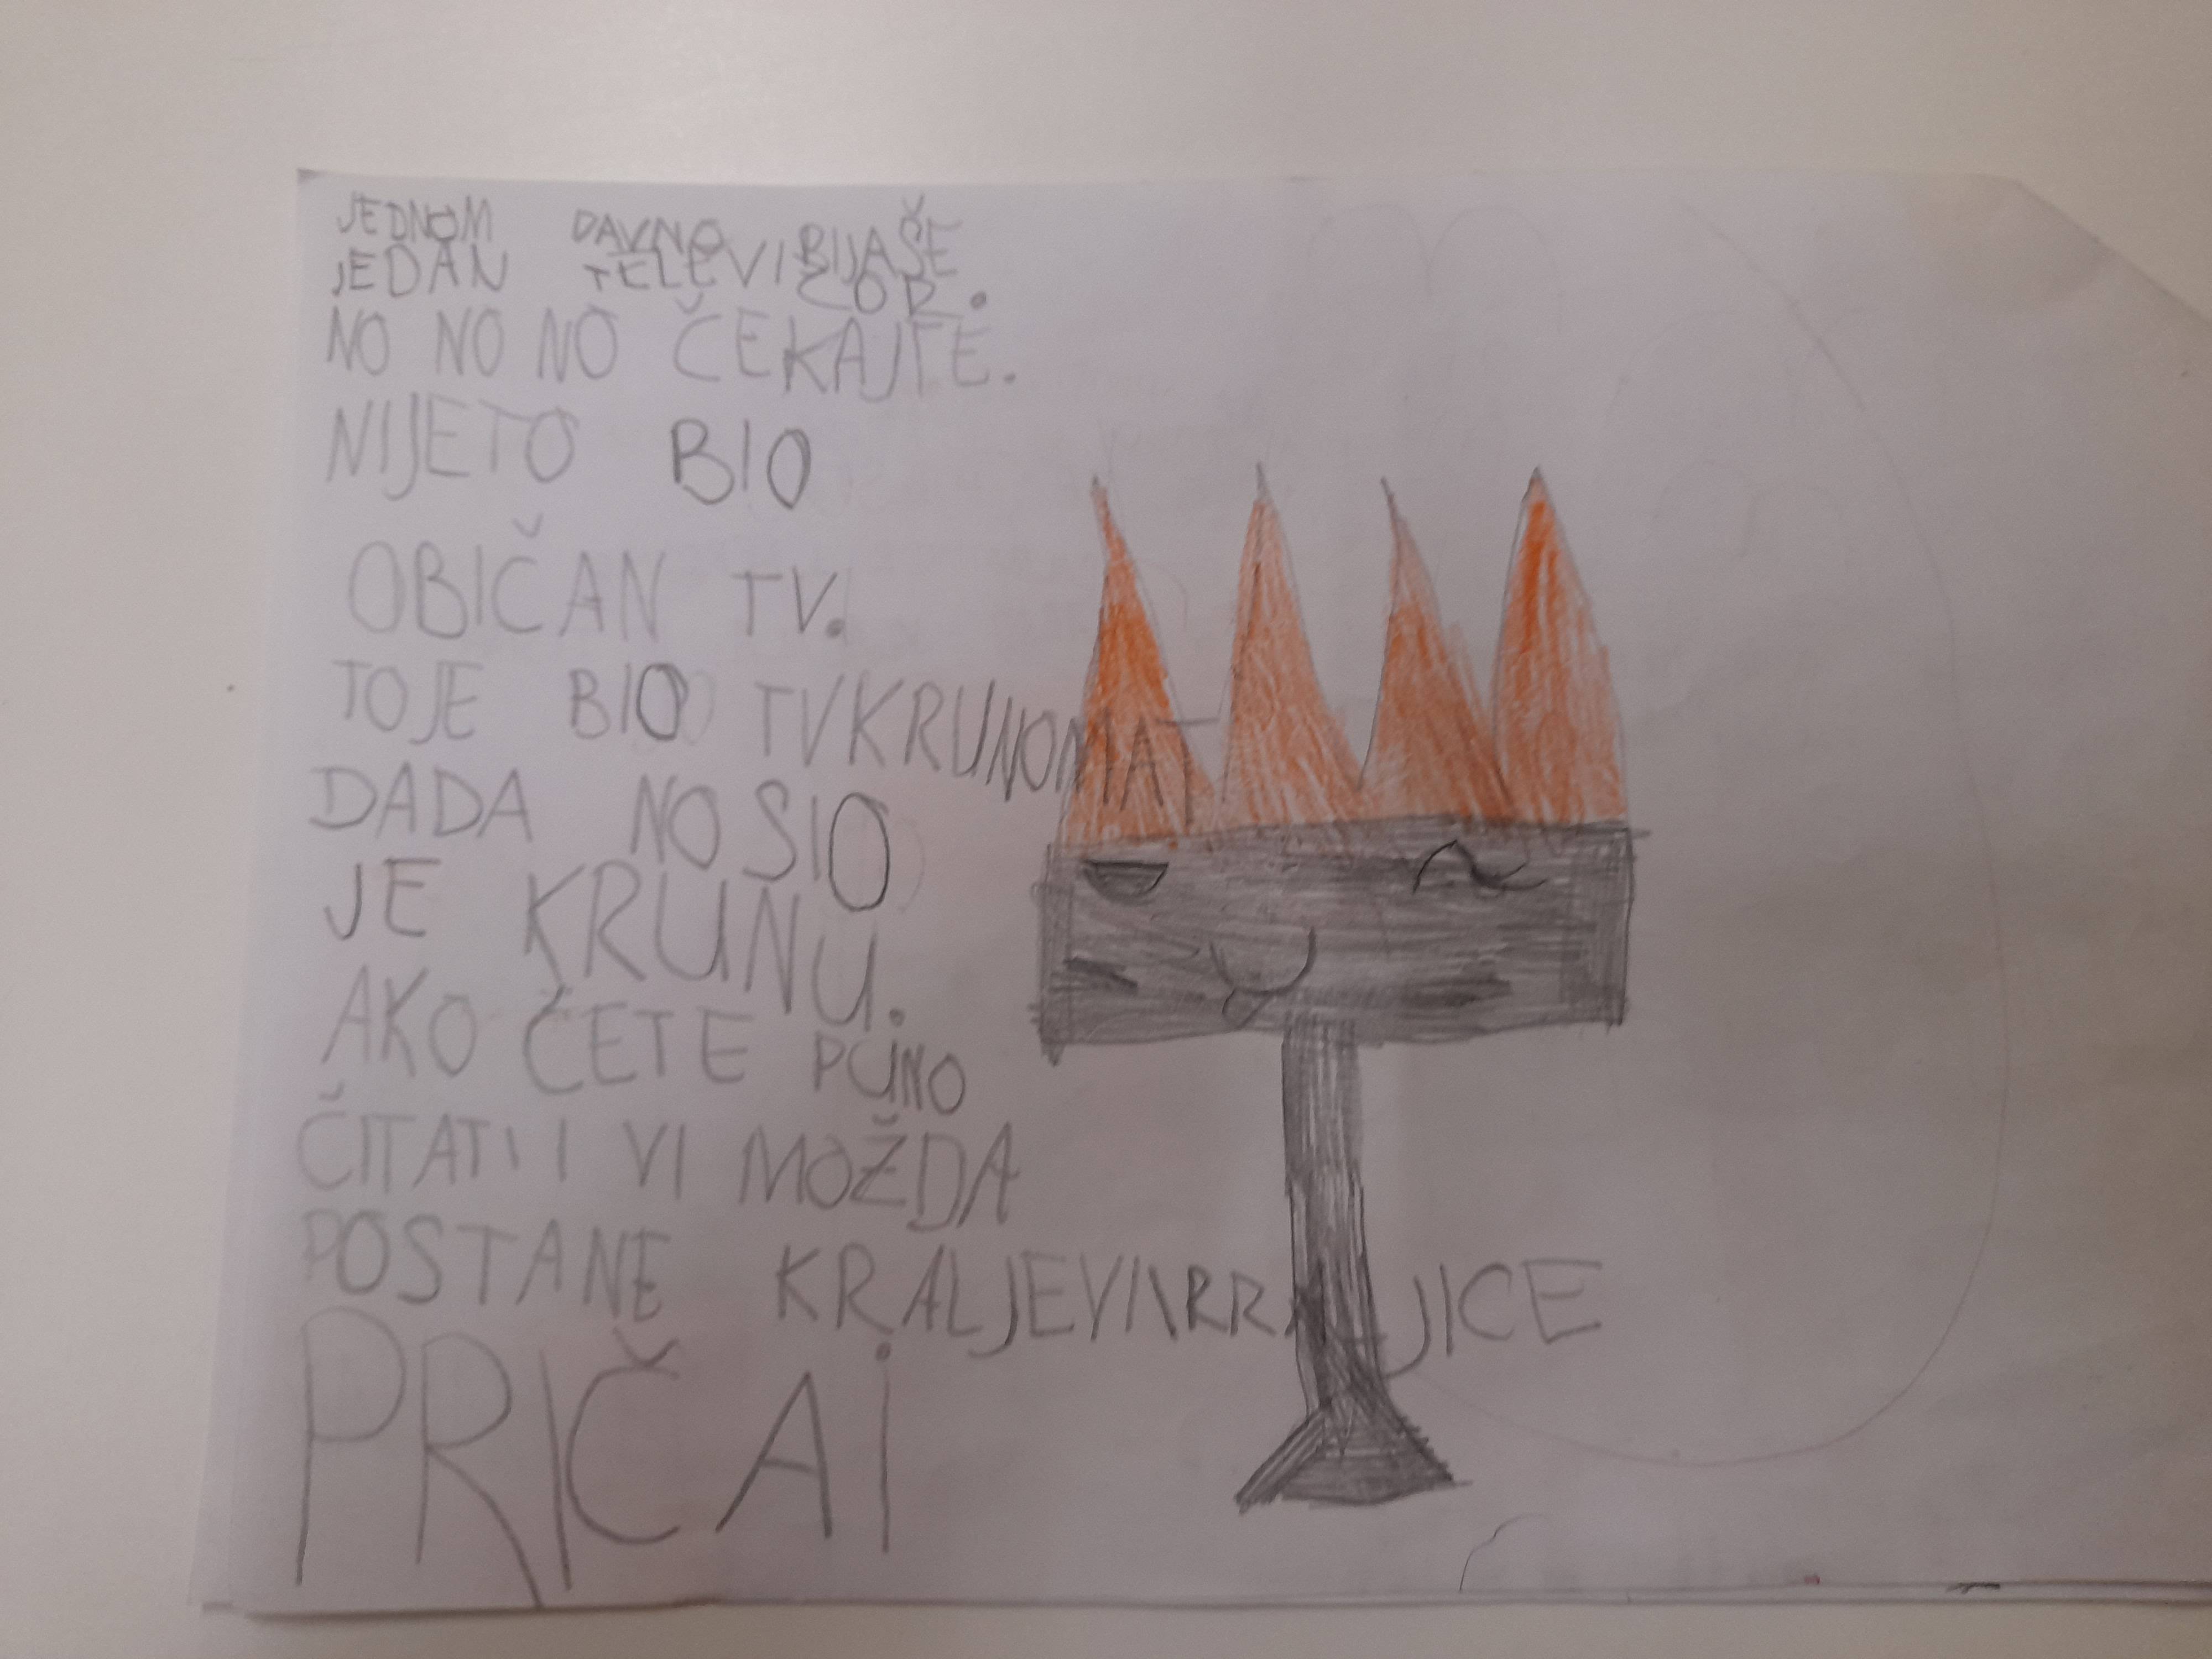 JEDNOM DAVNO BIJAŠE
JEDAN TELEVIZOR.
NO NO NO ČEKAJTE.
NIJETO BIO
OBIČAN TV.
TOJE BIO TVKRUNOMAT
DADA NOSIO
JE KRUNU.
AKO ČETE PUNO
ČITATI I VI MOŽDA
POSTANE KRALJEVI
PRIČA